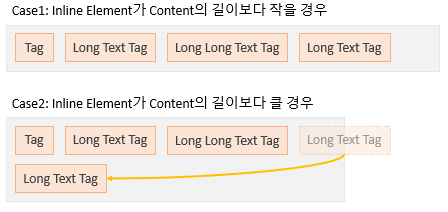 Case1: Inline Element가 Content의 길이보다 작을 경우
Tag Long Text Tag Long Long Text Tag Long Text Tag
Case2: Inline Element가 Content의 길이보다 클 경우
Tag Long Text Tag Long Long Text Tag Long Text Tag
Long Text Tag